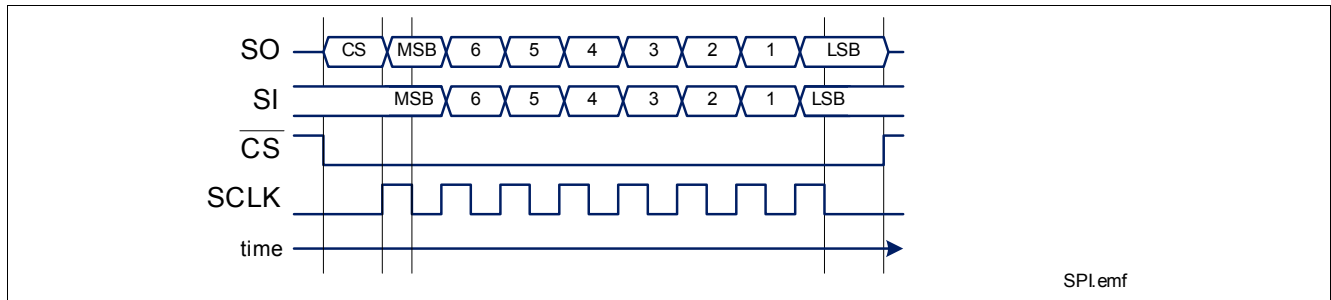 SO CS MSB 6 5 4 3 2 1 LSB
SI MSB 6 5 4 3 2 1 LSB
CS
SCLK
time
SPI.emf